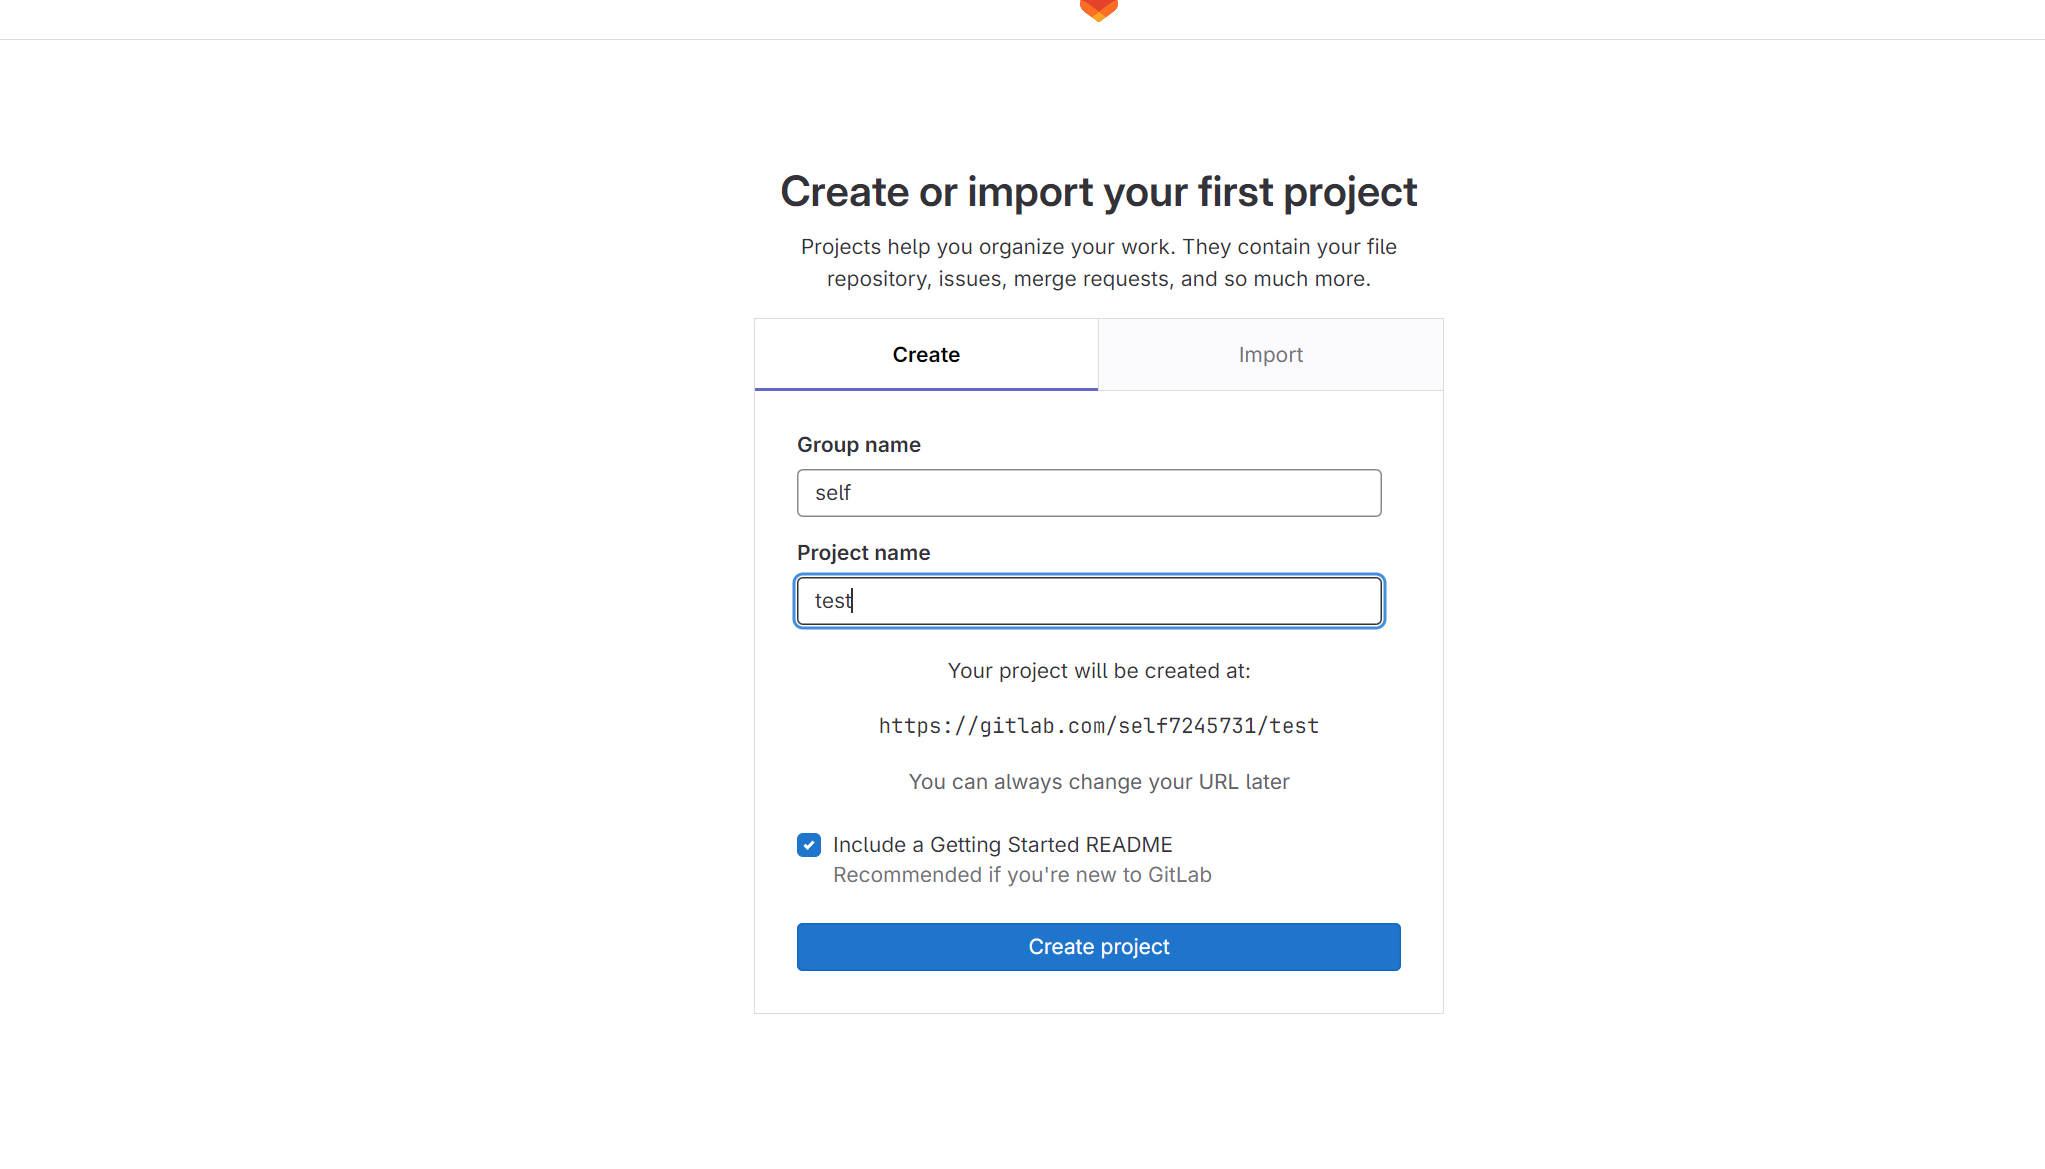 Create or import your first project
Projects help you organize your work. They contain your file
repository, issues, merge requests, and so much more.
Create
Import
Group name
self
Project name
test
Your project will be created at:
https://gitlab.com/self7245731/test
You can always change your URL later
Include a Getting Started README
Recommended if you're new to GitLab
Create project